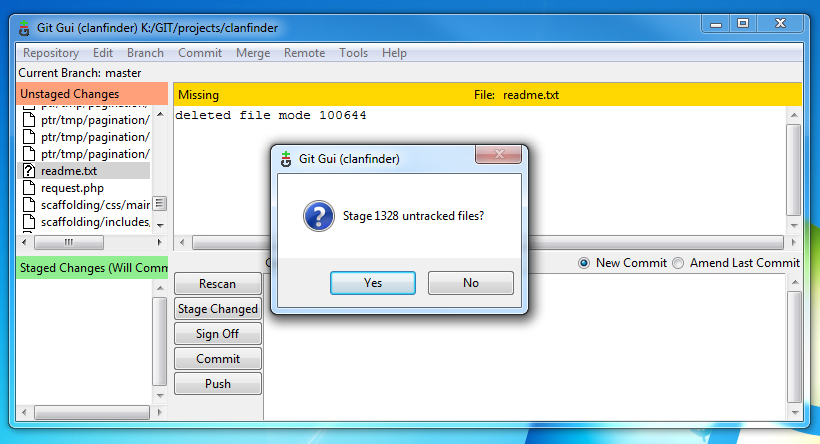 Git Gui (clanfinder) K:/GIT/projects/clanfinder
Repository Edit Branch Commit Merge Remote Tools Help
Current Branch: master
Unstaged Changes
Missing File: readme.txt
ptr/tmp/pagination/
ptr/tmp/pagination/
ptr/tmp/pagination/
ptr/tmp/pagination/
readme.txt
request.php
scaffolding/css/main
scaffolding/includes,
deleted file mode 100644
Git Gui (clanfinder)
Stage 1328 untracked files?
Yes No
Staged Changes (Will Comm
New Commit Amend Last Commit
Rescan
Stage Changed
Sign Off
Commit
Push